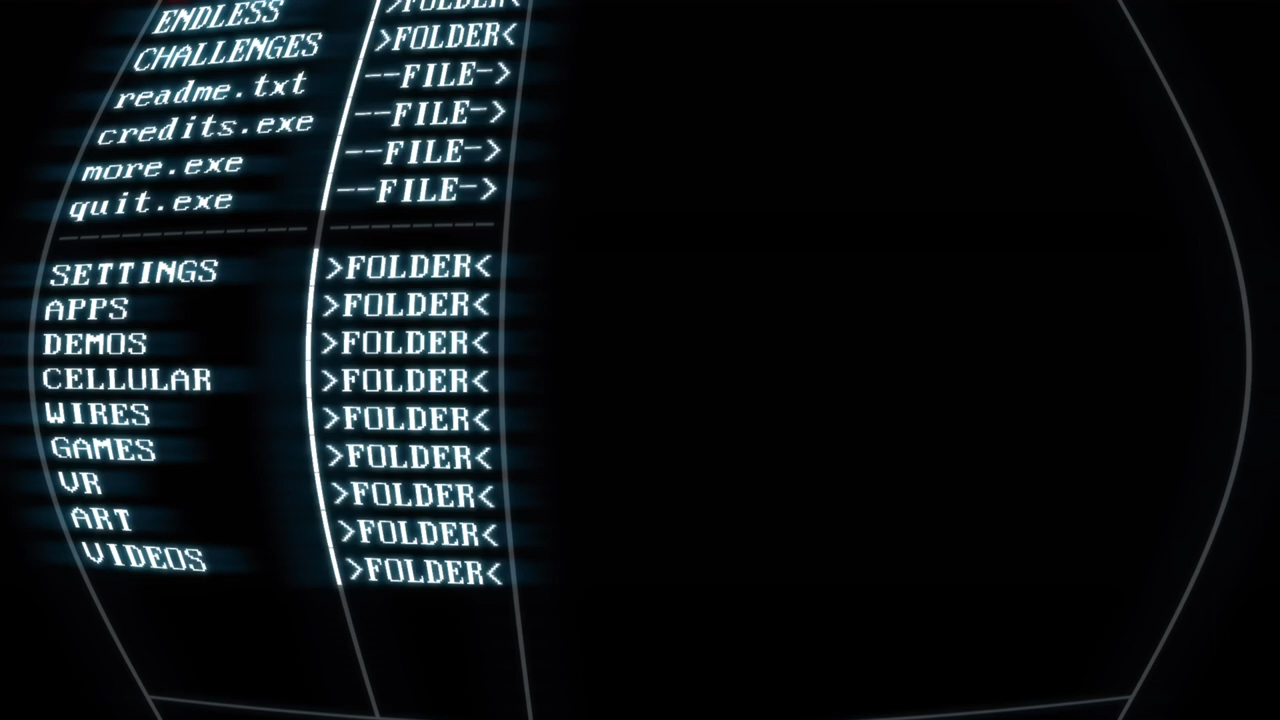 ENDLESS >FOLDER<
CHALLENGES >FOLDER<
readme.txt --FILE->
credits.exe --FILE->
more.exe --FILE->
quit.exe --FILE->
SETTINGS >FOLDER<
APPS >FOLDER<
DEMOS >FOLDER<
CELLULAR >FOLDER<
WIRES >FOLDER<
GAMES >FOLDER<
VR >FOLDER<
ART >FOLDER<
VIDEOS >FOLDER<